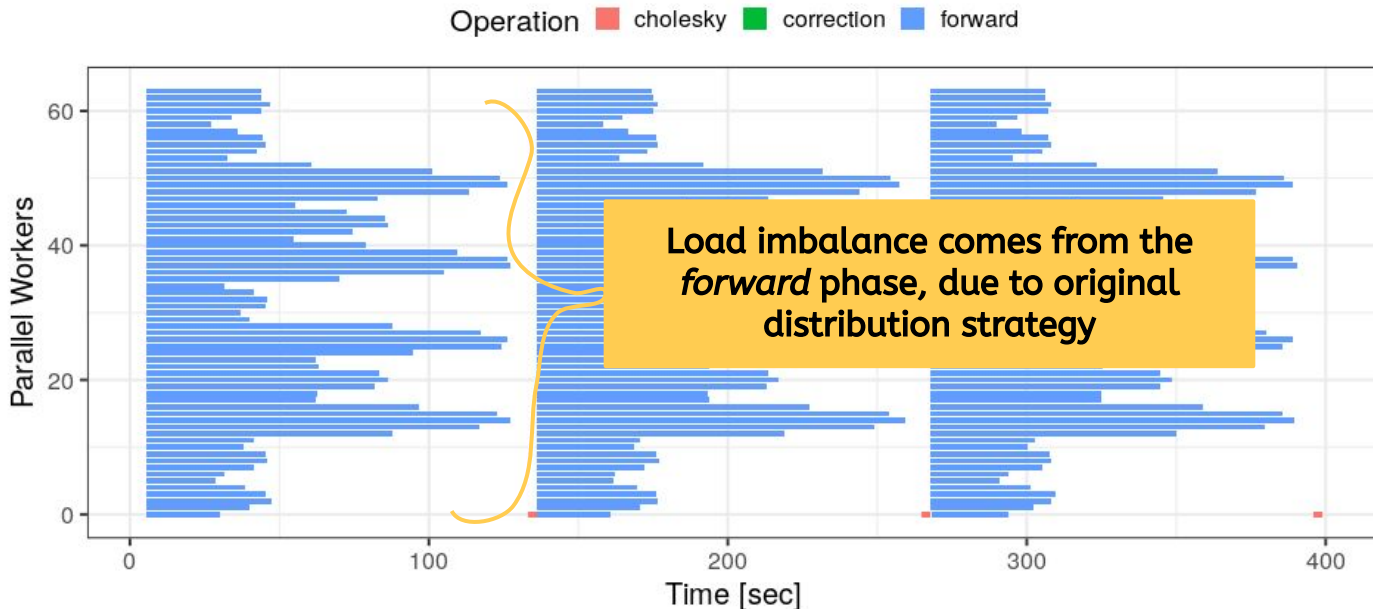 Operation cholesky correction forward
Parallel Workers
60
40
20
0
Load imbalance comes from the
forward phase, due to original
distribution strategy
0 100 200 300 400
Time [sec]